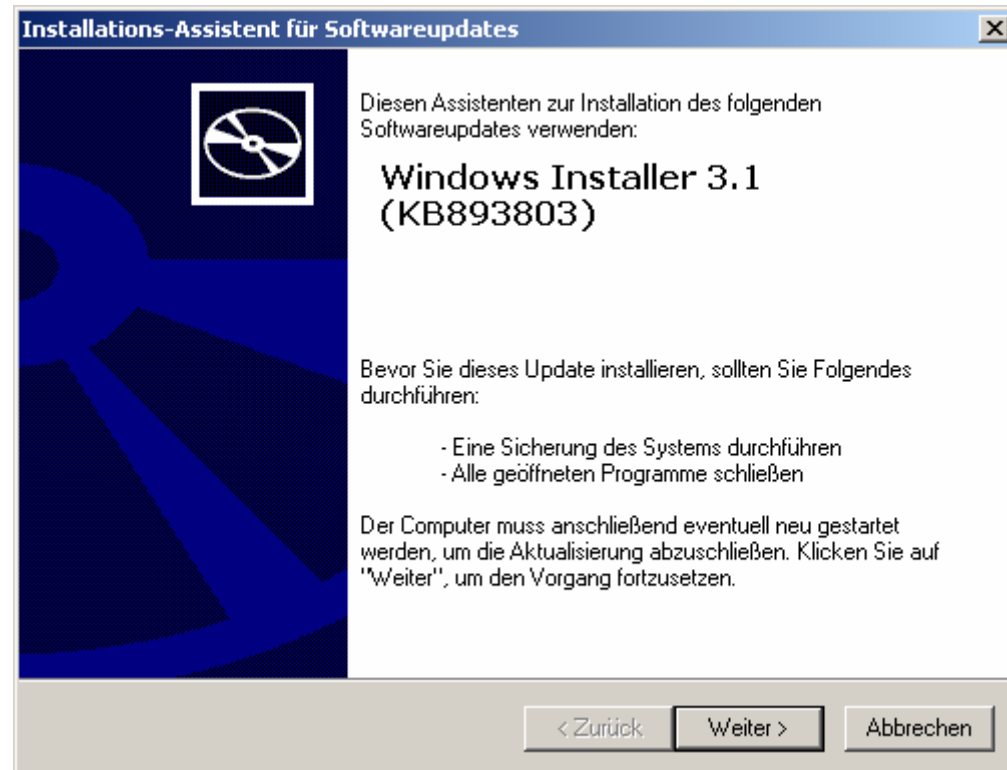 Installations-Assistent für Softwareupdates
Diesen Assistenten zur Installation des folgenden
Softwareupdates verwenden:
Windows Installer 3.1
(KB893803)
Bevor Sie dieses Update installieren, sollten Sie Folgendes
durchführen:
- Eine Sicherung des Systems durchführen
- Alle geöffneten Programme schließen
Der Computer muss anschließend eventuell neu gestartet
werden, um die Aktualisierung abzuschließen. Klicken Sie auf
"Weiter", um den Vorgang fortzusetzen.
< Zurück Weiter > Abbrechen